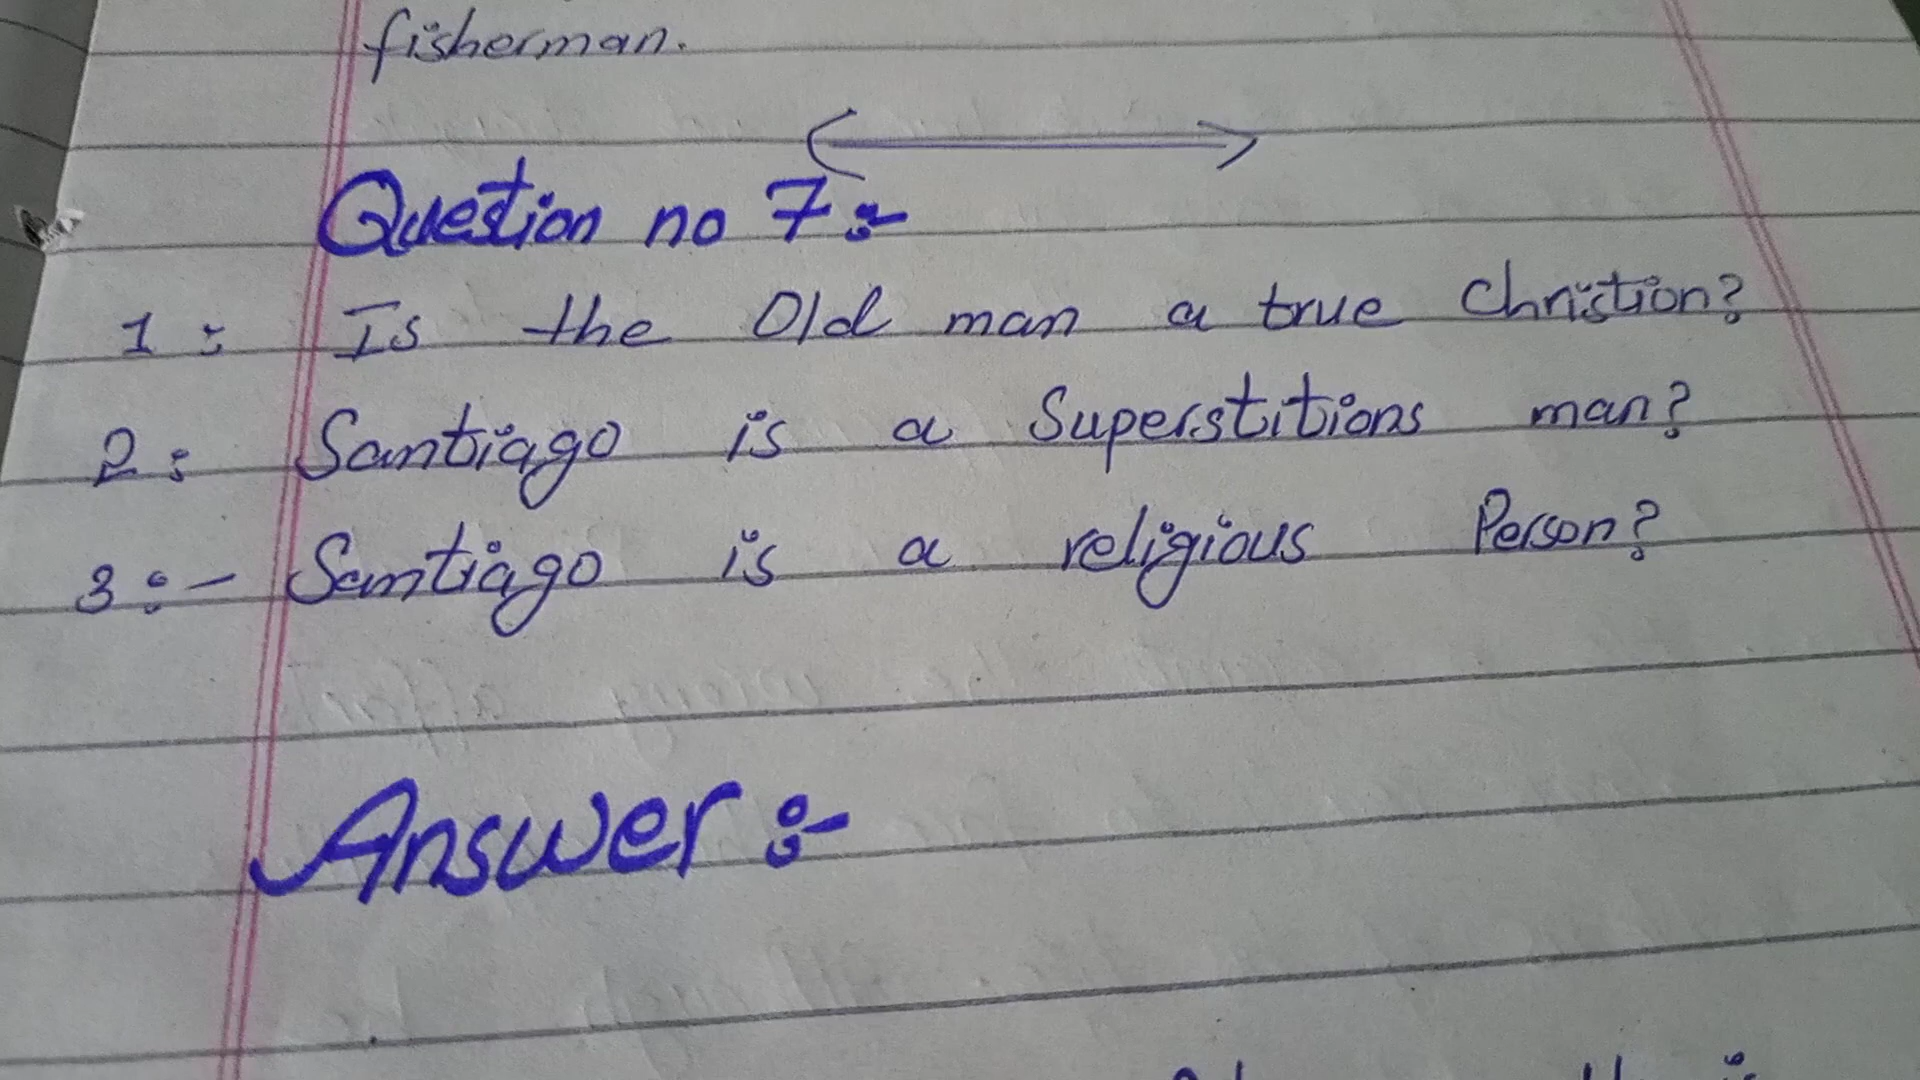 fisherman.
Question no 7:-
1: Is the Old man a true Christion?
2: Santiago is a Superstitions man?
3:- Santiago is a religious Person?
Answer:-